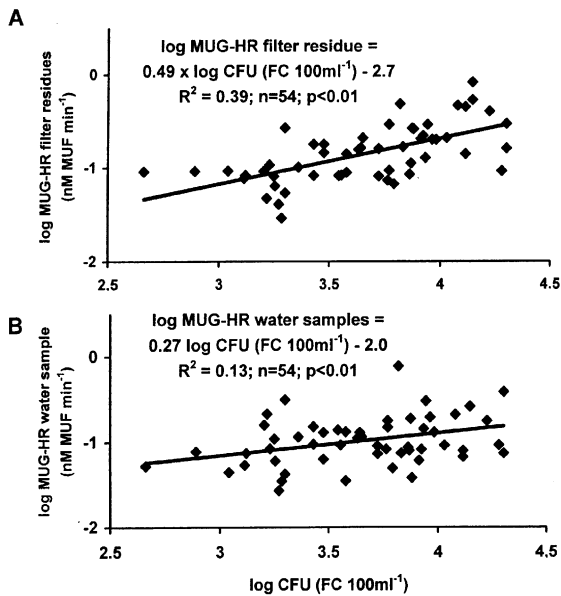 A
log MUG-HR filter residue =
0.49 x log CFU (FC 100ml⁻¹) - 2.7
R² = 0.39; n=54; p<0.01
log MUG-HR filter residues
(nM MUF min⁻¹)
0
-1
-2
2.5
3
3.5
4
4.5
B
log MUG-HR water samples =
0.27 log CFU (FC 100ml⁻¹) - 2.0
R² = 0.13; n=54; p<0.01
log MUG-HR water sample
(nM MUF min⁻¹)
0
-1
-2
2.5
3
3.5
4
4,5
log CFU (FC 100ml⁻¹)